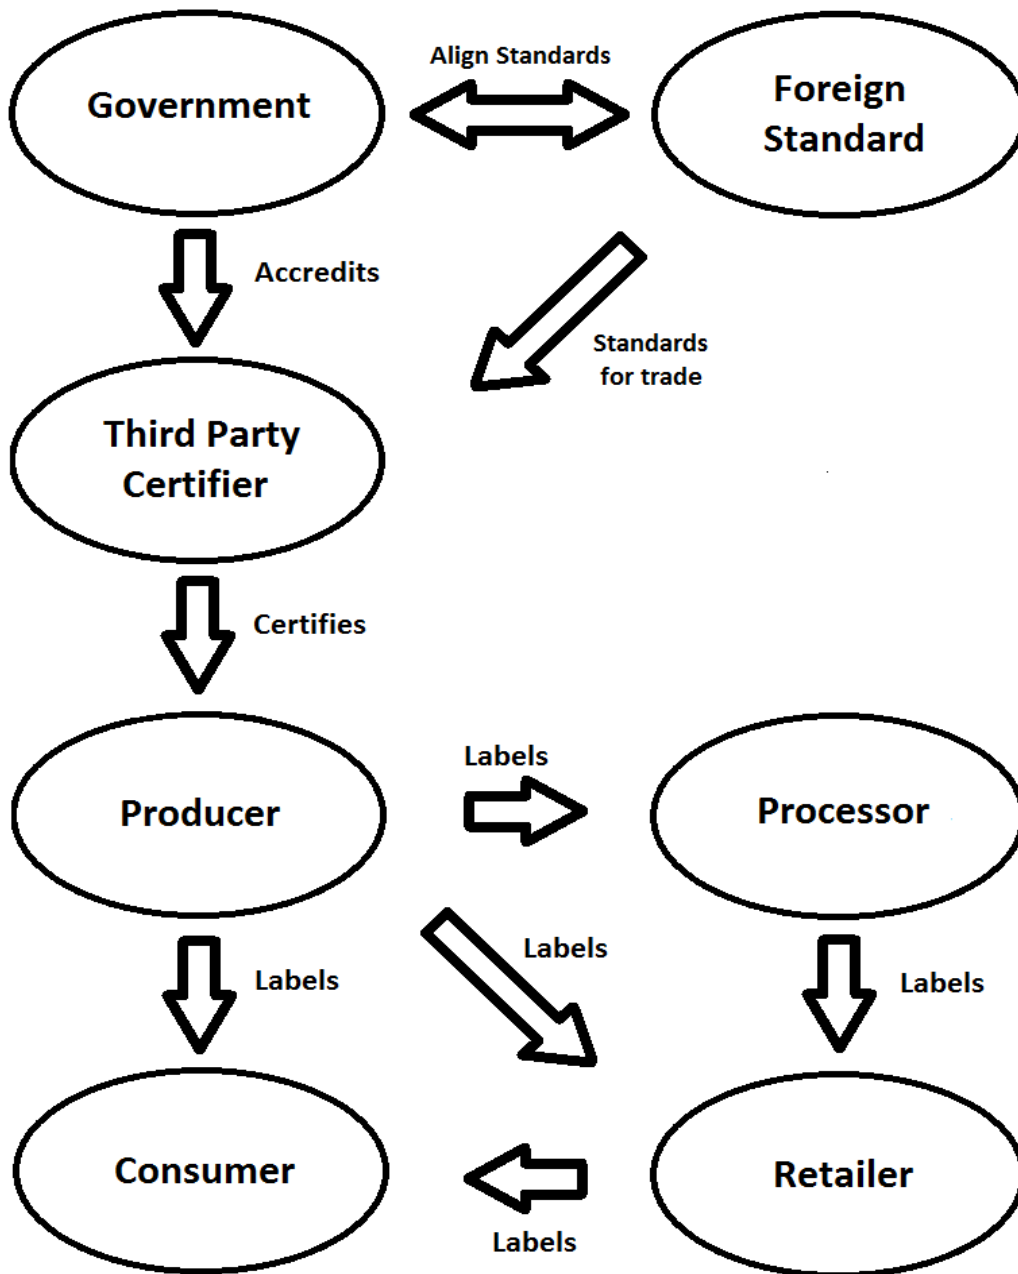 Align Standards
Government
Foreign
Standard
Accredits
Standards
for trade
Third Party
Certifier
Certifies
Labels
Producer
Processor
Labels
Labels
Labels
Consumer
Retailer
Labels